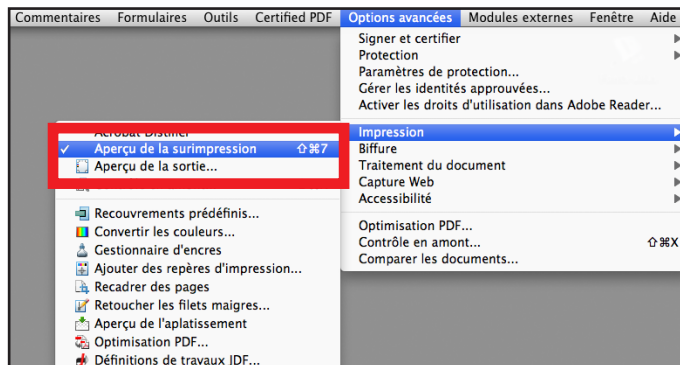 Commentaires Formulaires Outils Certified PDF Options avancées Modules externes Fenêtre Aide
Signer et certifier
Protection
Paramètres de protection...
Gérer les identités approuvées...
Activer les droits d'utilisation dans Adobe Reader...
Impression
Biffure
Traitement du document
Capture Web
Accessibilité
Optimisation PDF...
Contrôle en amont... ⇧⌘X
Comparer les documents...
Acrobat Distiller
✓ Aperçu de la surimpression ⇧⌘7
Aperçu de la sortie...
Recouvrements prédéfinis...
Convertir les couleurs...
Gestionnaire d'encres
Ajouter des repères d'impression...
Recadrer des pages
Retoucher les filets maigres...
Aperçu de l'aplatissement
Optimisation PDF...
Définitions de travaux JDF...